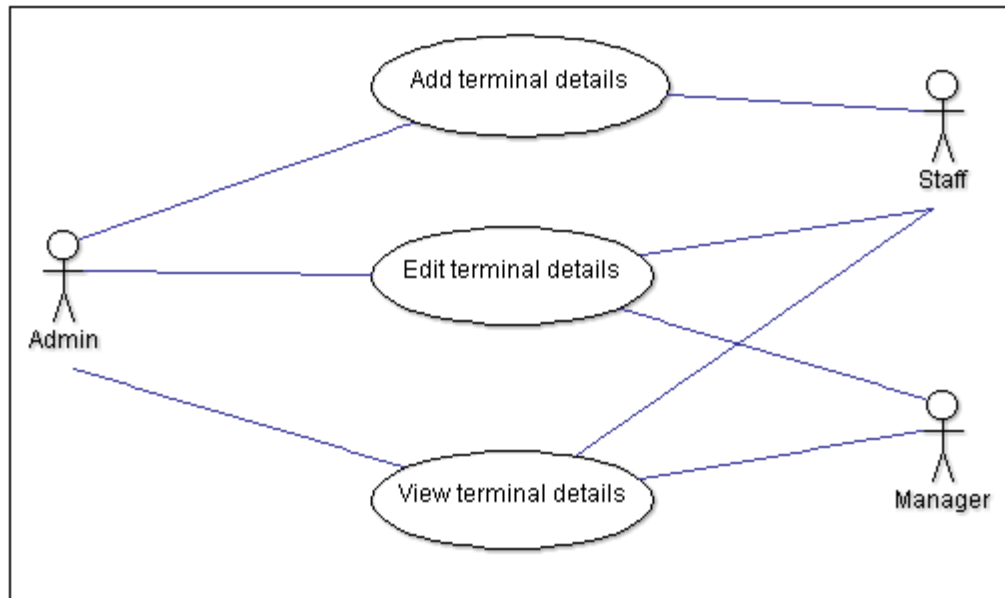 Add terminal details
Staff
Edit terminal details
Admin
View terminal details
Manager